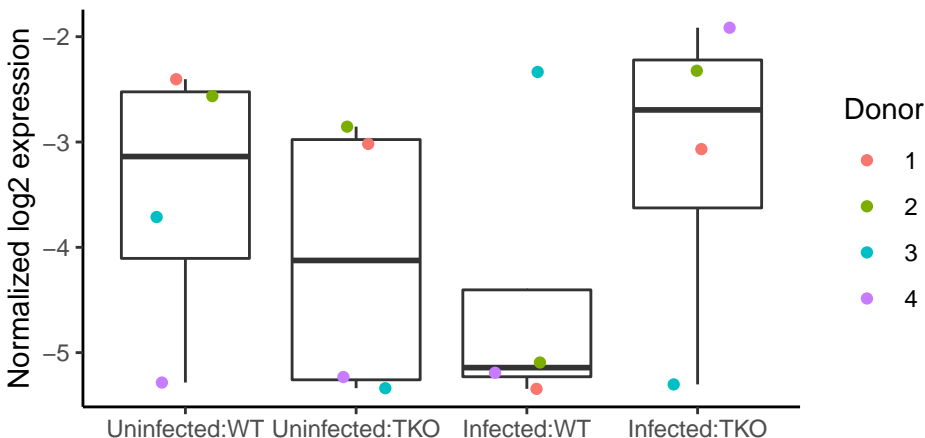 Normalized log2 expression
−2
−3
−4
−5
Uninfected:WT
Uninfected:TKO
Infected:WT
Infected:TKO
Donor
1
2
3
4